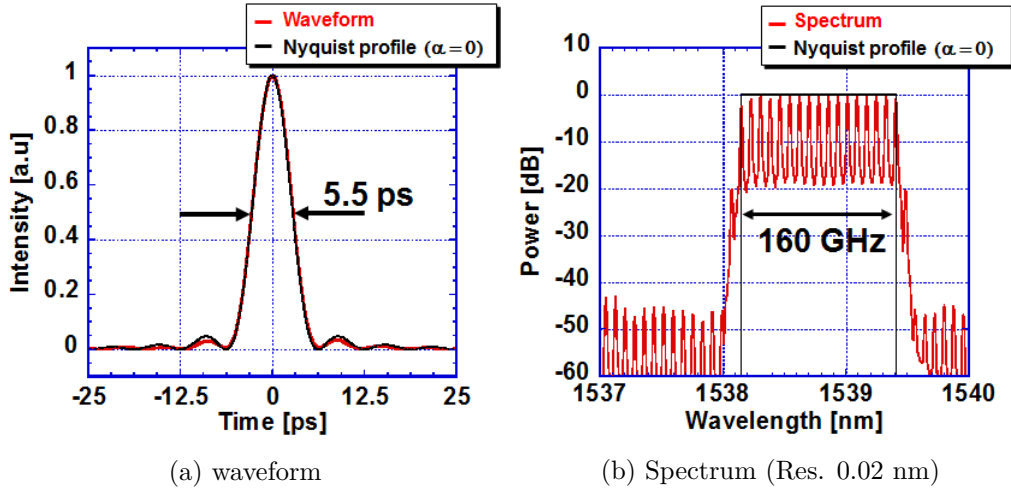 Waveform
Nyquist profile (α=0)
Intensity [a.u]
1
0.8
0.6
0.4
0.2
0
5.5 ps
-25
-12.5
0
12.5
25
Time [ps]
(a) waveform
Spectrum
Nyquist profile (α=0)
Power [dB]
10
0
-10
-20
-30
-40
-50
-60
160 GHz
1537
1538
1539
1540
Wavelength [nm]
(b) Spectrum (Res. 0.02 nm)